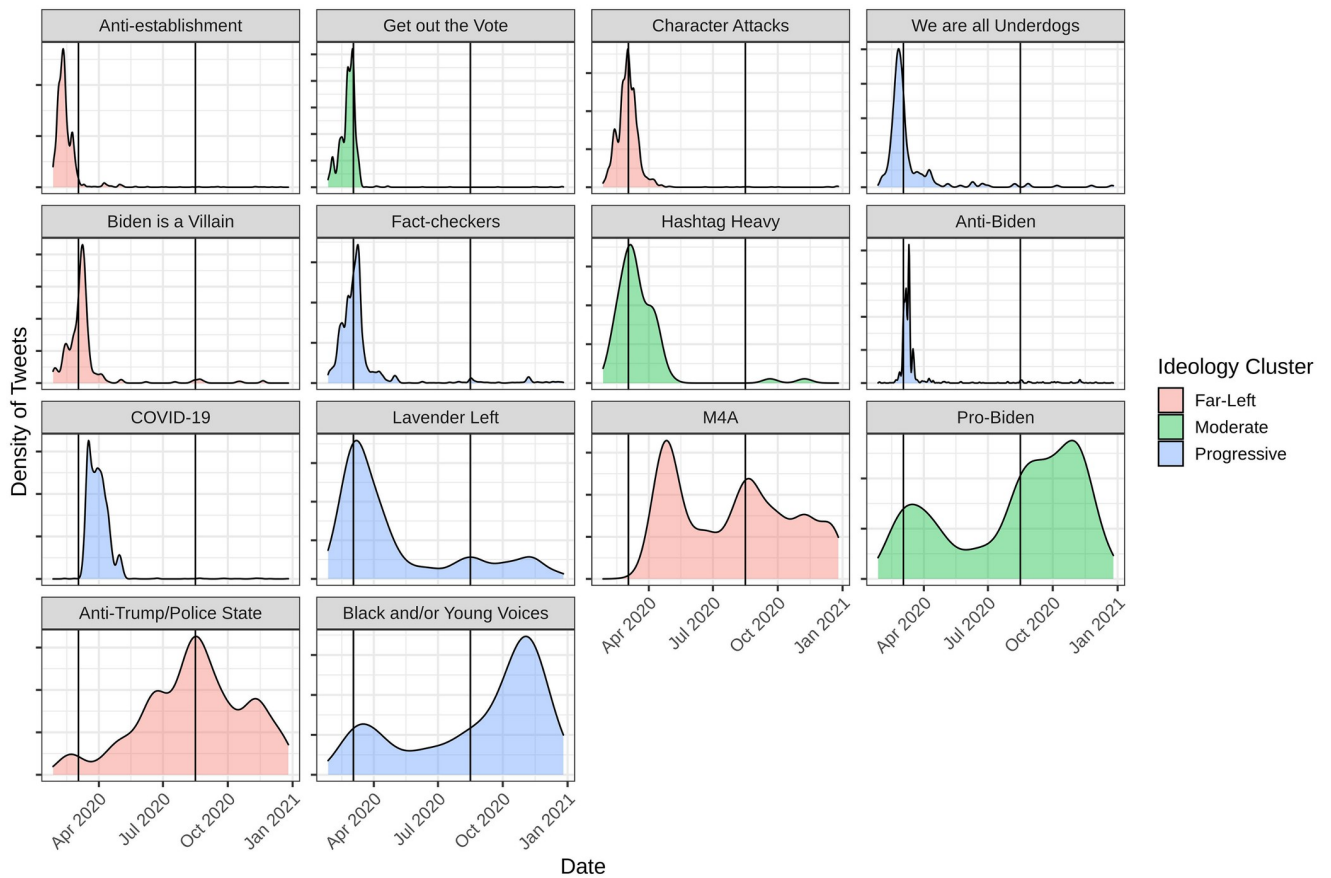 Anti-establishment
Get out the Vote
Character Attacks
We are all Underdogs
Biden is a Villain
Fact-checkers
Hashtag Heavy
Anti-Biden
Density of Tweets
Ideology Cluster
Far-Left
Moderate
Progressive
COVID-19
Lavender Left
M4A
Pro-Biden
Apr 2020
Jul 2020
Oct 2020
Jan 2021
Apr 2020
Jul 2020
Oct 2020
Jan 2021
Anti-Trump/Police State
Black and/or Young Voices
Apr 2020
Jul 2020
Oct 2020
Jan 2021
Apr 2020
Jul 2020
Oct 2020
Jan 2021
Date